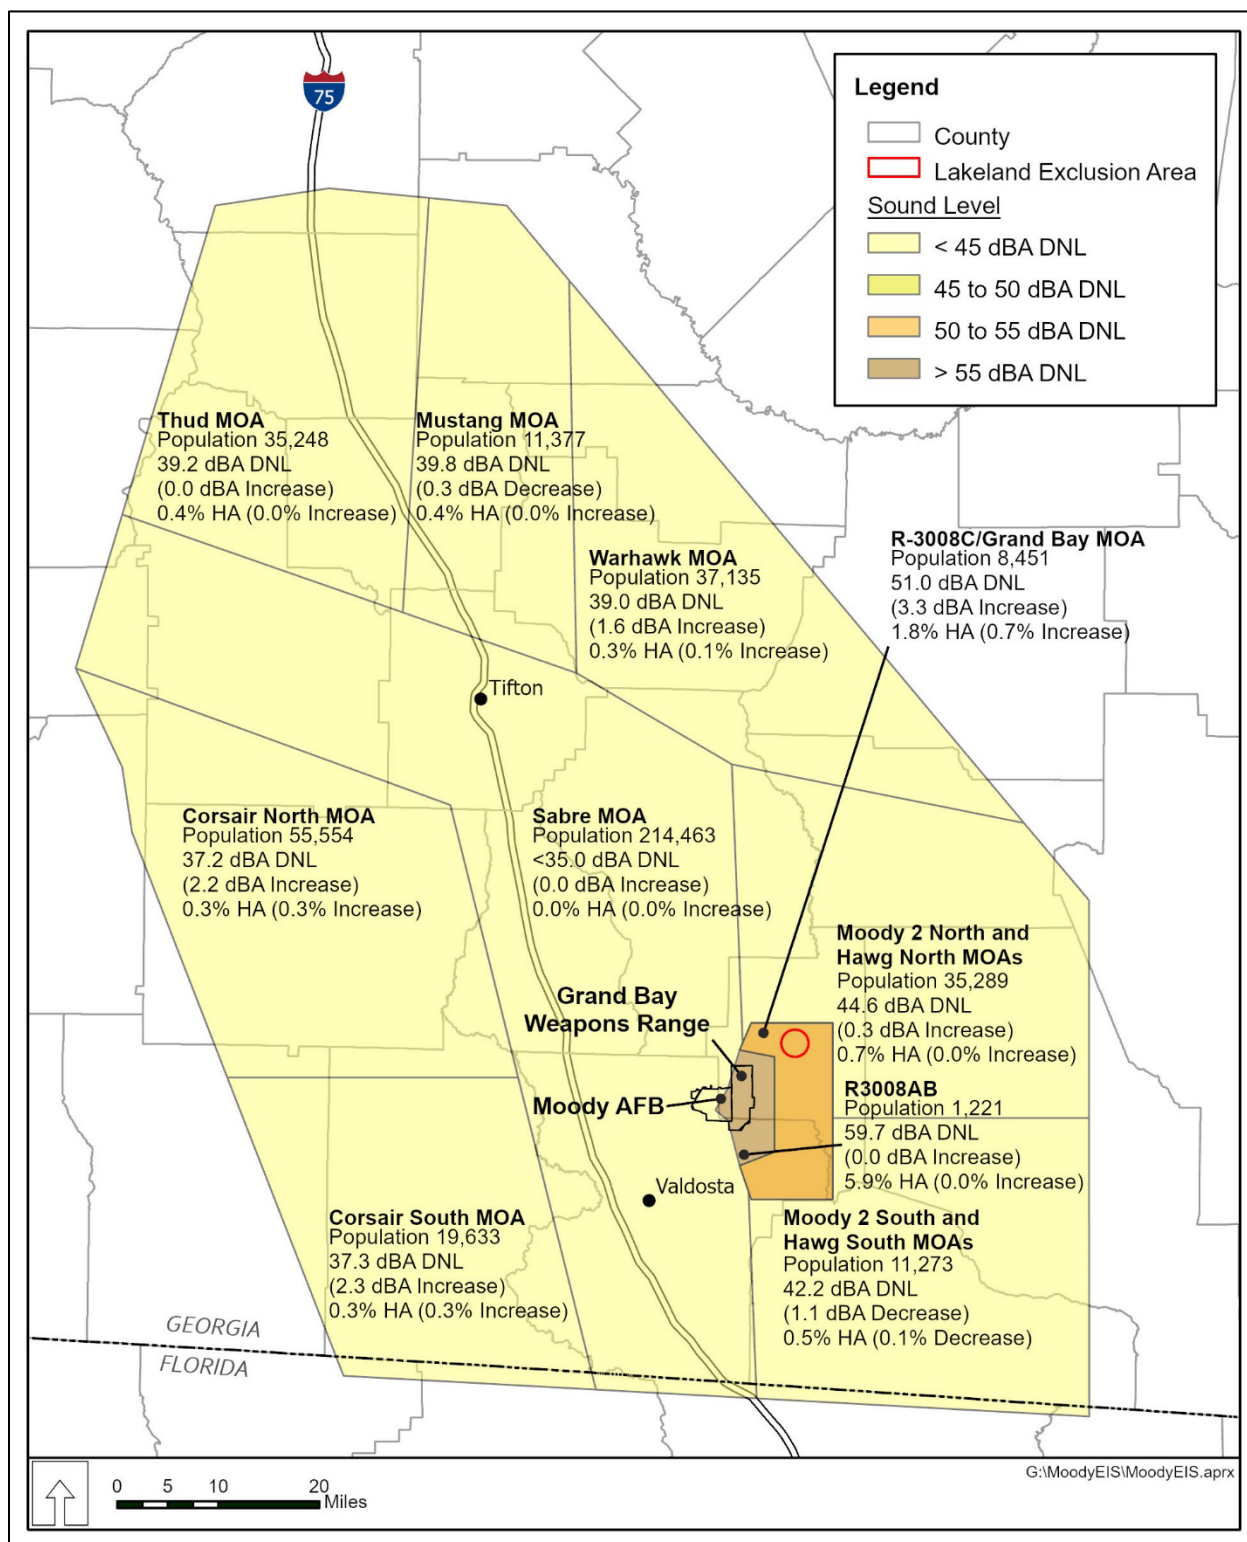 75
Legend
County
Lakeland Exclusion Area
Sound Level
< 45 dBA DNL
45 to 50 dBA DNL
50 to 55 dBA DNL
> 55 dBA DNL
Thud MOA
Population 35,248
39.2 dBA DNL
(0.0 dBA Increase)
0.4% HA (0.0% Increase)
Mustang MOA
Population 11,377
39.8 dBA DNL
(0.3 dBA Decrease)
0.4% HA (0.0% Increase)
Warhawk MOA
Population 37,135
39.0 dBA DNL
(1.6 dBA Increase)
0.3% HA (0.1% Increase)
R-3008C/Grand Bay MOA
Population 8,451
51.0 dBA DNL
(3.3 dBA Increase)
1.8% HA (0.7% Increase)
Tifton
Corsair North MOA
Population 55,554
37.2 dBA DNL
(2.2 dBA Increase)
0.3% HA (0.3% Increase)
Sabre MOA
Population 214,463
<35.0 dBA DNL
(0.0 dBA Increase)
0.0% HA (0.0% Increase)
Moody 2 North and
Hawg North MOAs
Population 35,289
44.6 dBA DNL
(0.3 dBA Increase)
0.7% HA (0.0% Increase)
Grand Bay
Weapons Range
Moody AFB
R3008AB
Population 1,221
59.7 dBA DNL
(0.0 dBA Increase)
5.9% HA (0.0% Increase)
Valdosta
Corsair South MOA
Population 19,633
37.3 dBA DNL
(2.3 dBA Increase)
0.3% HA (0.3% Increase)
Moody 2 South and
Hawg South MOAs
Population 11,273
42.2 dBA DNL
(1.1 dBA Decrease)
0.5% HA (0.1% Decrease)
GEORGIA
FLORIDA
G:\MoodyEIS\MoodyEIS.aprx
0 5 10 20
Miles